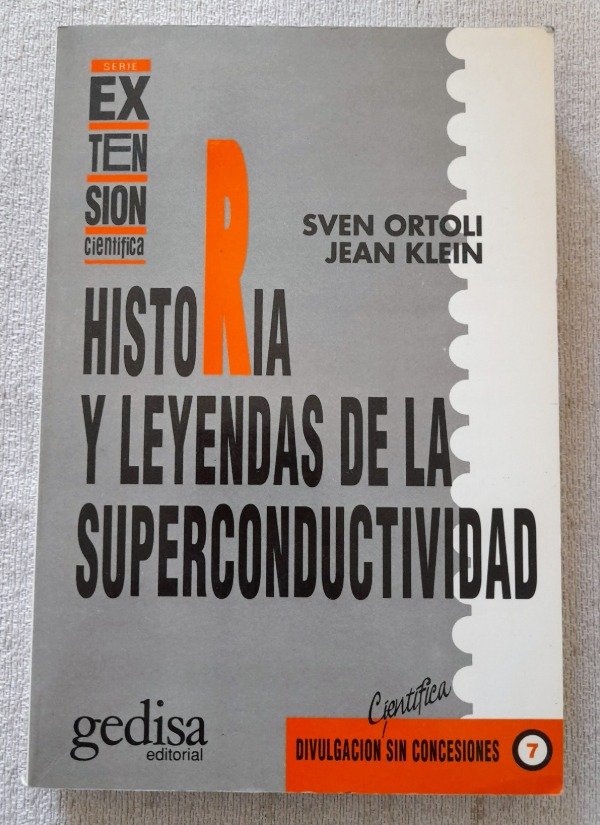 SERIE
EX
TEN
SION
científica
SVEN ORTOLI
JEAN KLEIN
HISTORIA
Y LEYENDAS DE LA
SUPERCONDUCTIVIDAD
Científica
gedisa
editorial
DIVULGACION SIN CONCESIONES 7